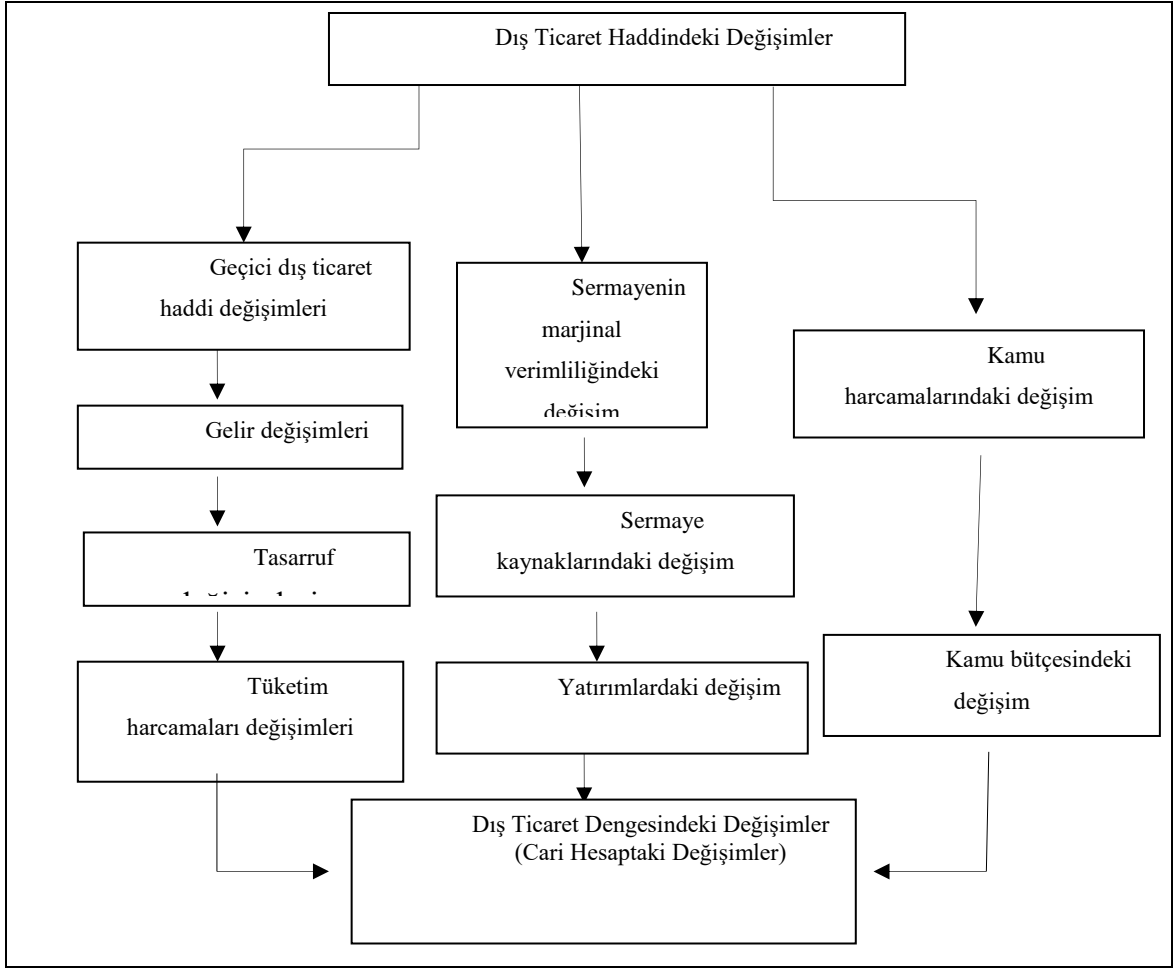 Dış Ticaret Haddindeki Değişimler
Geçici dış ticaret
haddi değişimleri
Gelir değişimleri
Tasarruf
Tüketim
harcamaları değişimleri
Sermayenin
marjinal
verimliliğindeki
değişim
Sermaye
kaynaklarındaki değişim
Yatırımlardaki değişim
Kamu
harcamalarındaki değişim
Kamu bütçesindeki
değişim
Dış Ticaret Dengesindeki Değişimler
(Cari Hesaptaki Değişimler)